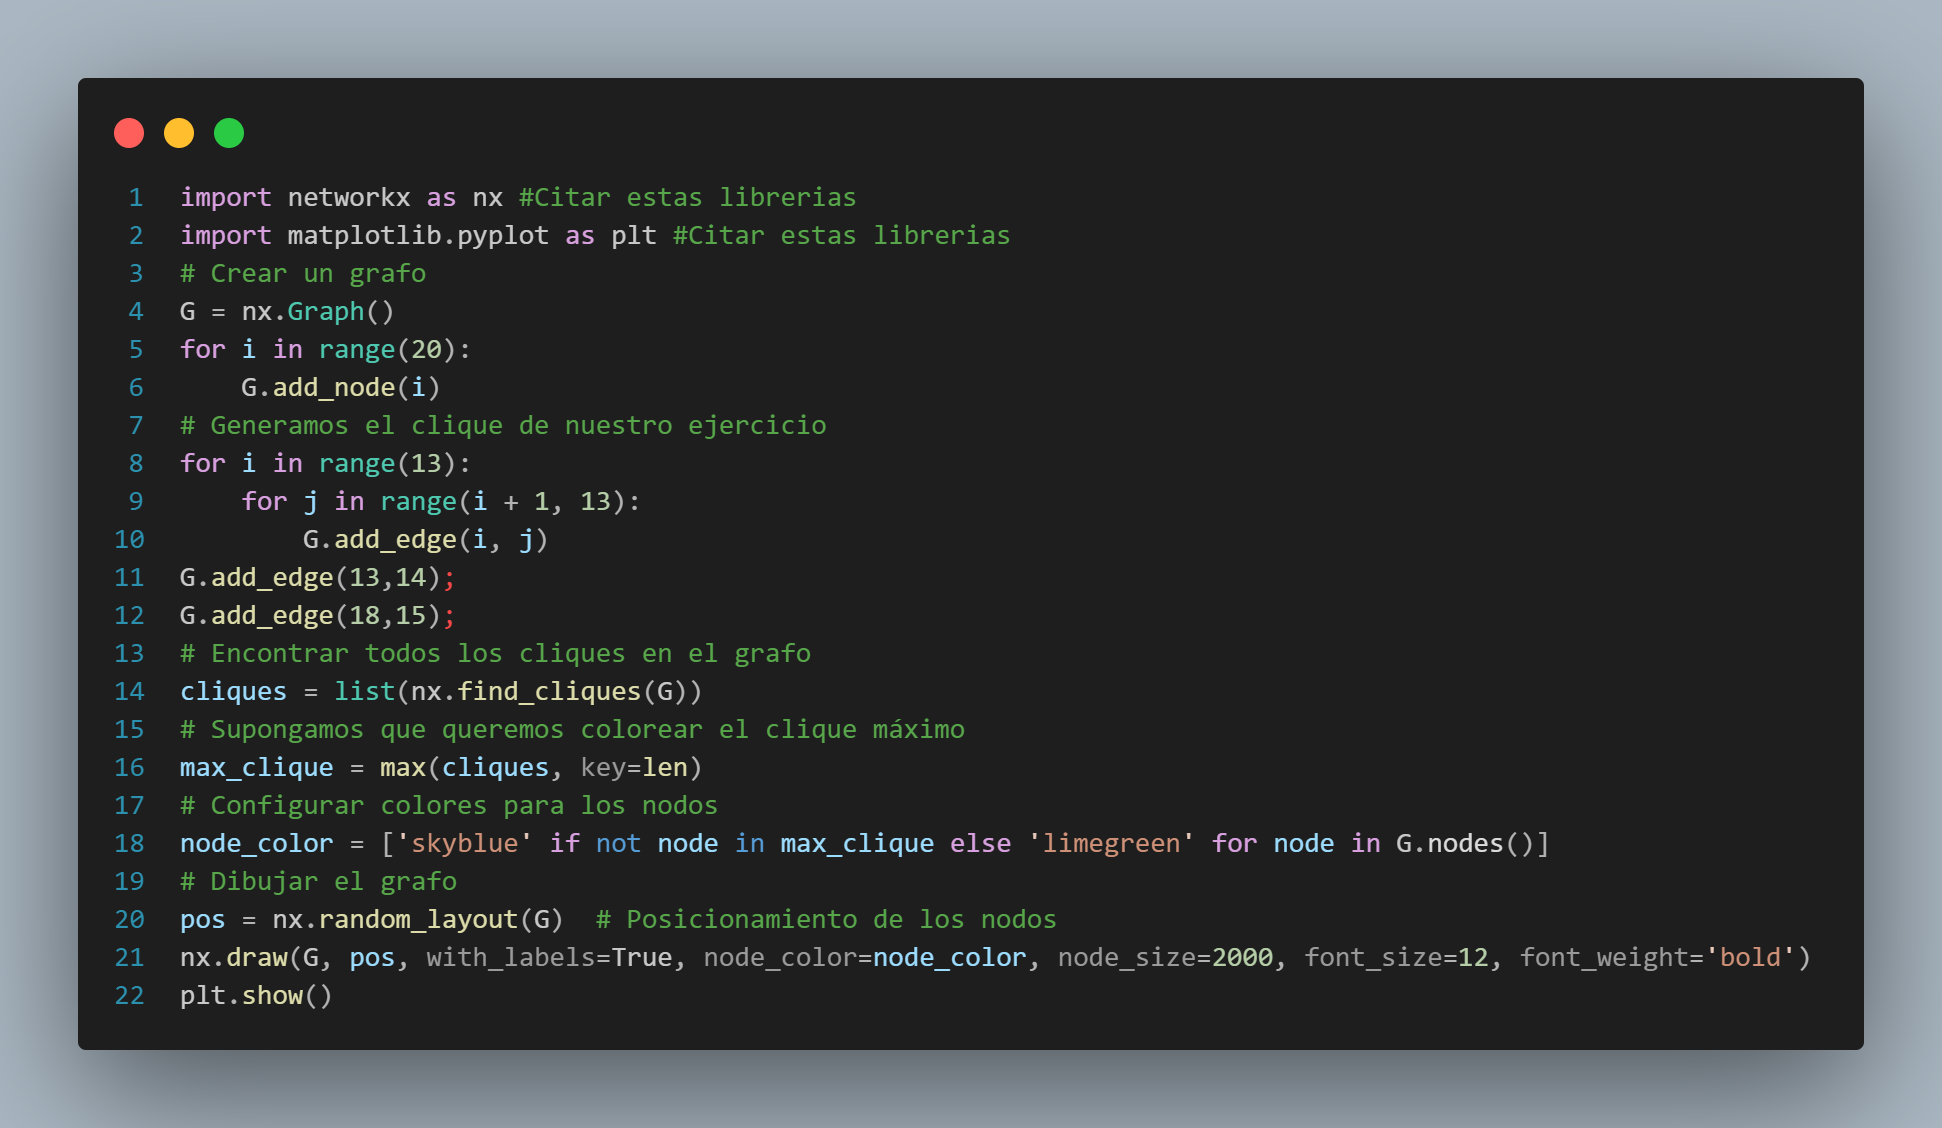 1 import networkx as nx #Citar estas librerias
2 import matplotlib.pyplot as plt #Citar estas librerias
3 # Crear un grafo
4 G = nx.Graph()
5 for i in range(20):
6     G.add_node(i)
7 # Generamos el clique de nuestro ejercicio
8 for i in range(13):
9     for j in range(i + 1, 13):
10         G.add_edge(i, j)
11 G.add_edge(13,14);
12 G.add_edge(18,15);
13 # Encontrar todos los cliques en el grafo
14 cliques = list(nx.find_cliques(G))
15 # Supongamos que queremos colorear el clique máximo
16 max_clique = max(cliques, key=len)
17 # Configurar colores para los nodos
18 node_color = ['skyblue' if not node in max_clique else 'limegreen' for node in G.nodes()]
19 # Dibujar el grafo
20 pos = nx.random_layout(G)  # Posicionamiento de los nodos
21 nx.draw(G, pos, with_labels=True, node_color=node_color, node_size=2000, font_size=12, font_weight='bold')
22 plt.show()